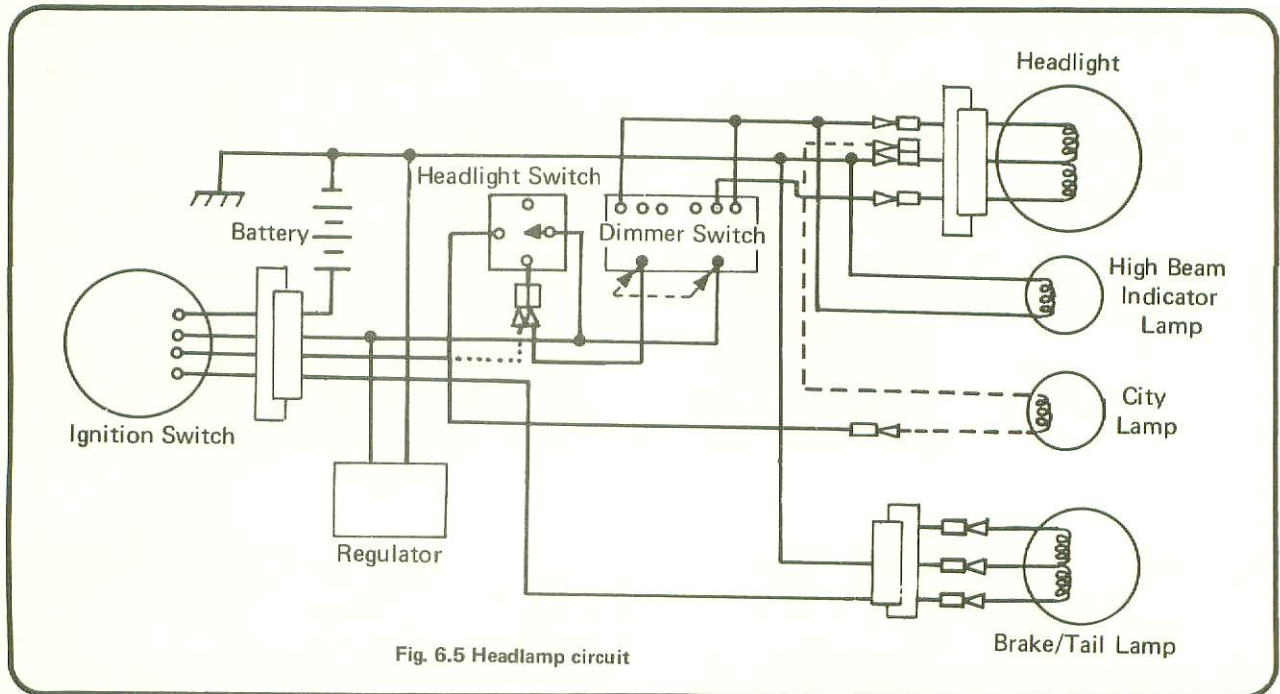 Headlight
Headlight Switch
Battery
Dimmer Switch
High Beam
Indicator
Lamp
Ignition Switch
City
Lamp
Regulator
Brake/Tail Lamp
Fig. 6.5 Headlamp circuit